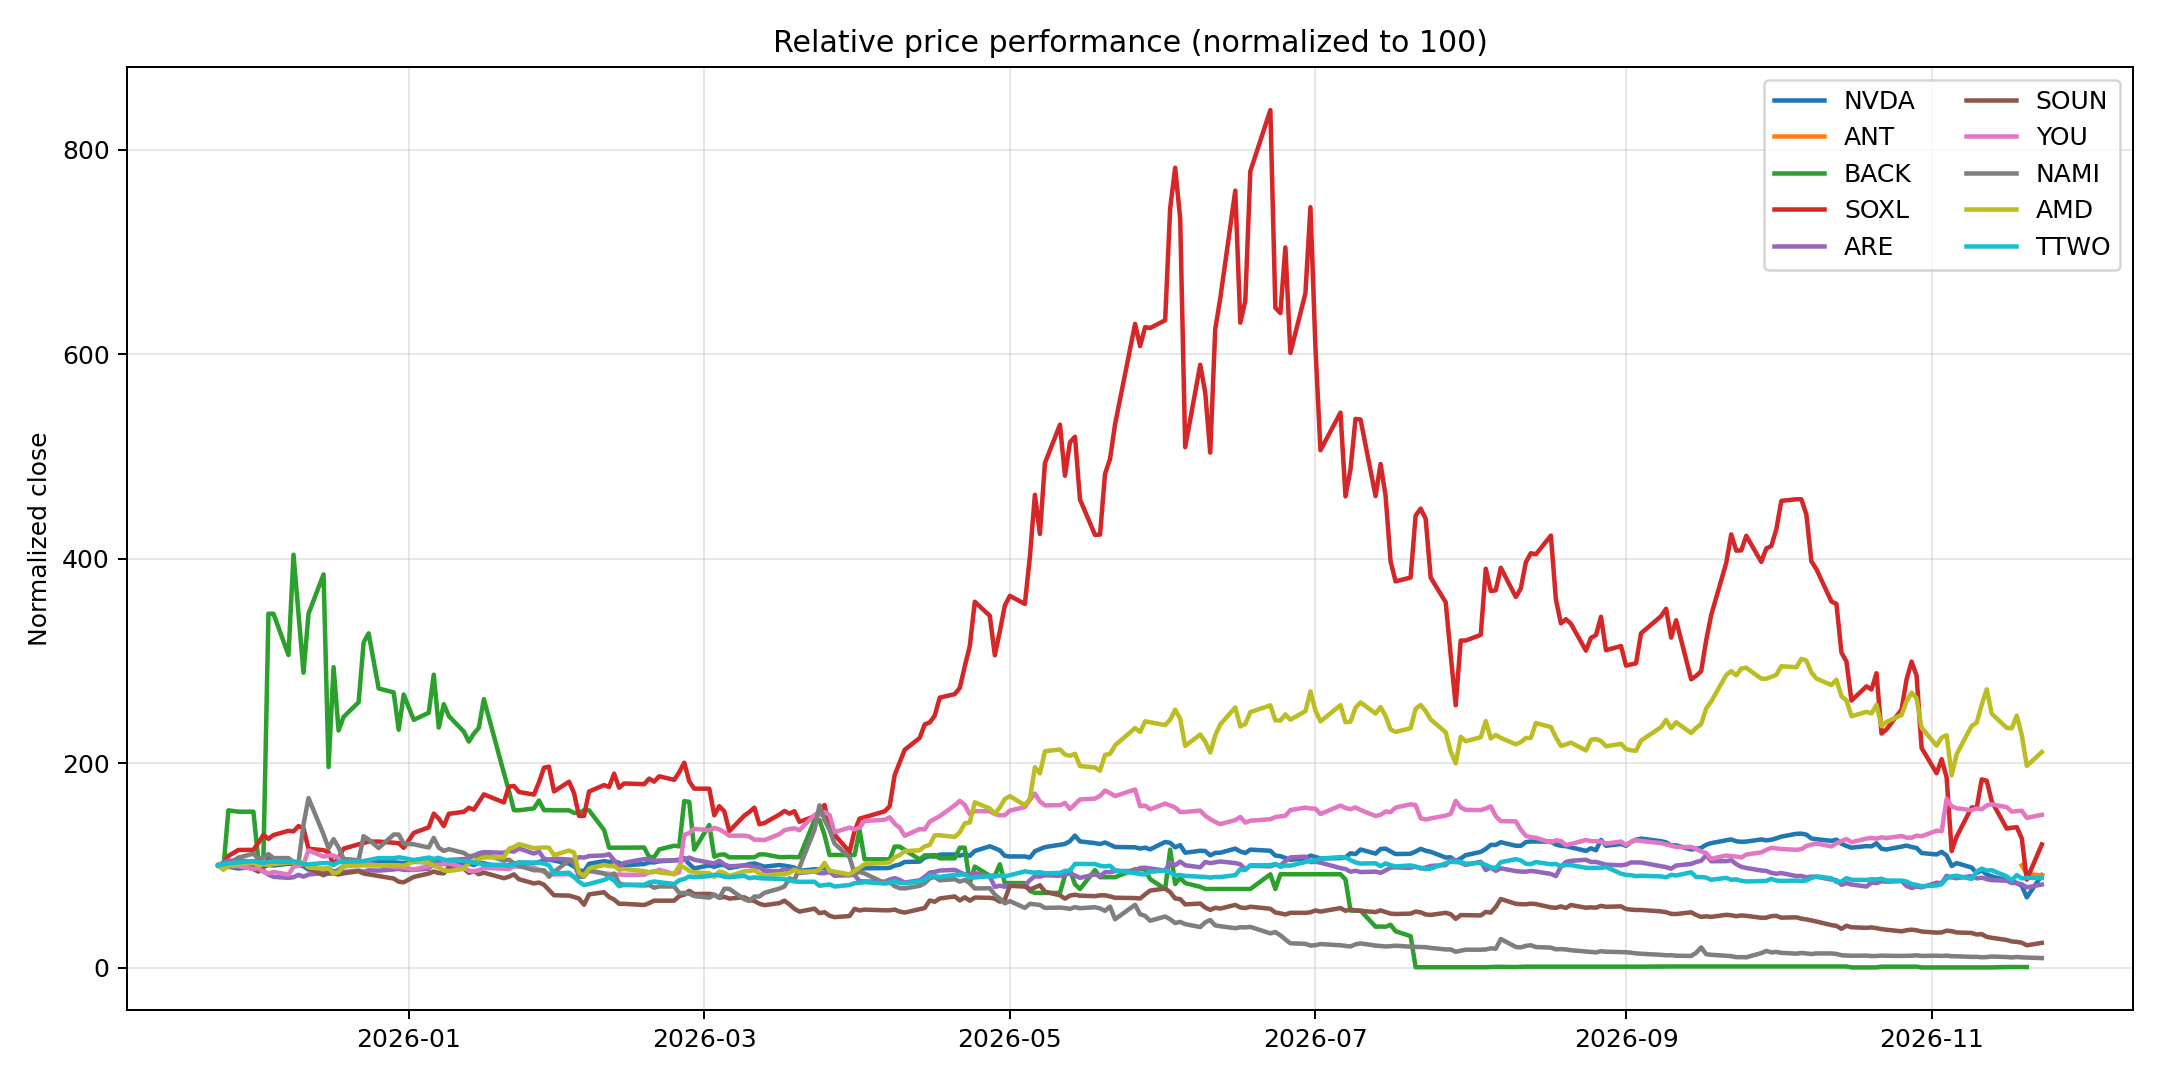 Relative price performance (normalized to 100)
Normalized close
800
600
400
200
0
2026-01
2026-03
2026-05
2026-07
2026-09
2026-11
NVDA
ANT
BACK
SOXL
ARE
SOUN
YOU
NAMI
AMD
TTWO